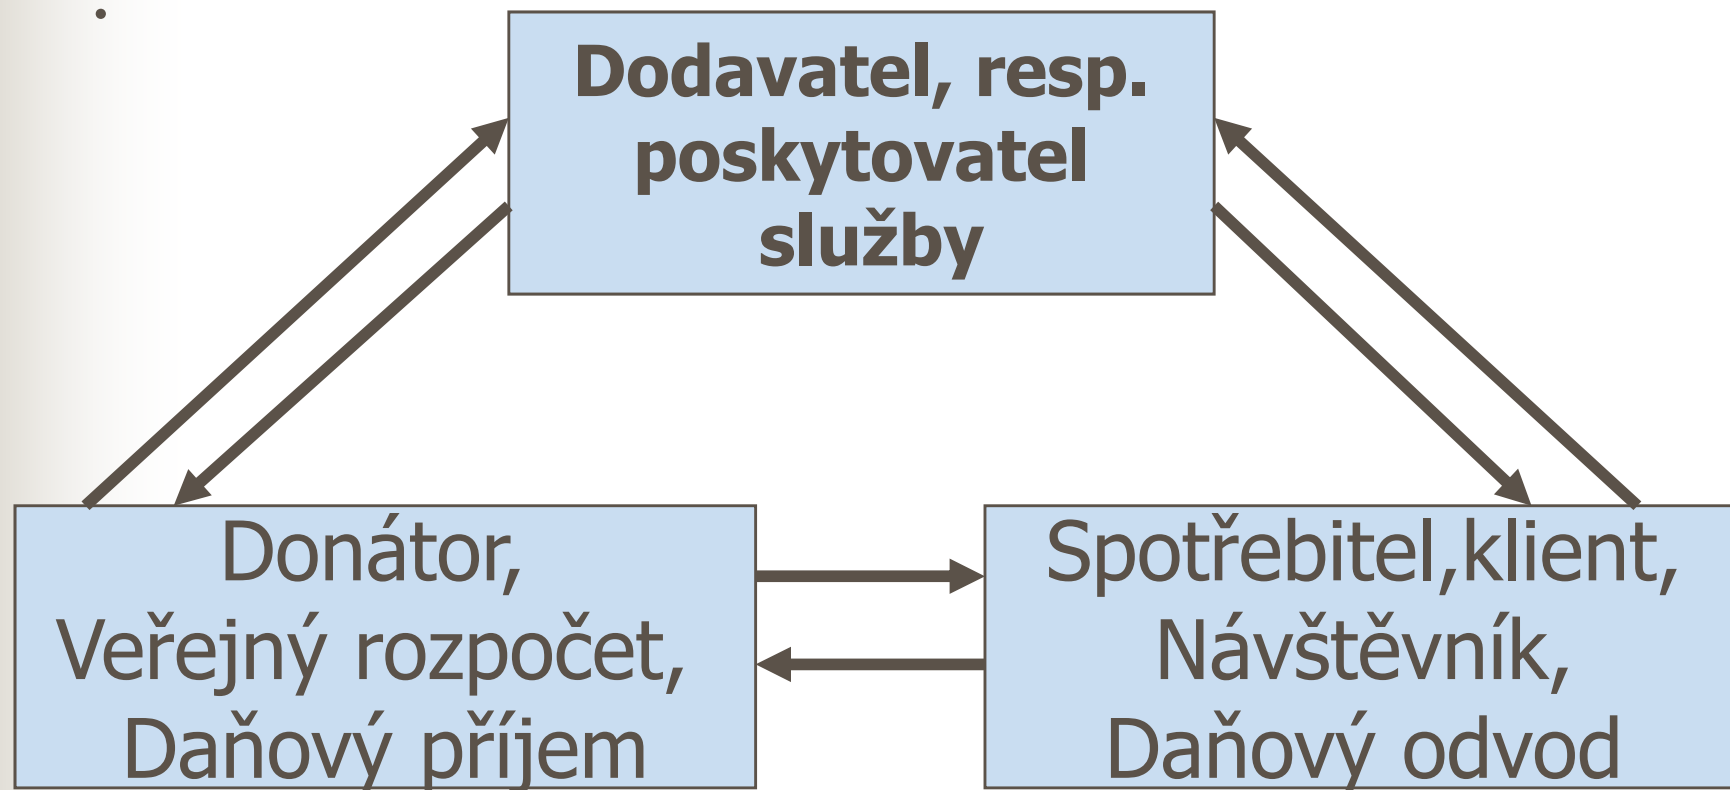 Dodavatel, resp.
poskytovatel
služby
Donátor,
Veřejný rozpočet,
Daňový příjem
Spotřebitel,klient,
Návštěvník,
Daňový odvod